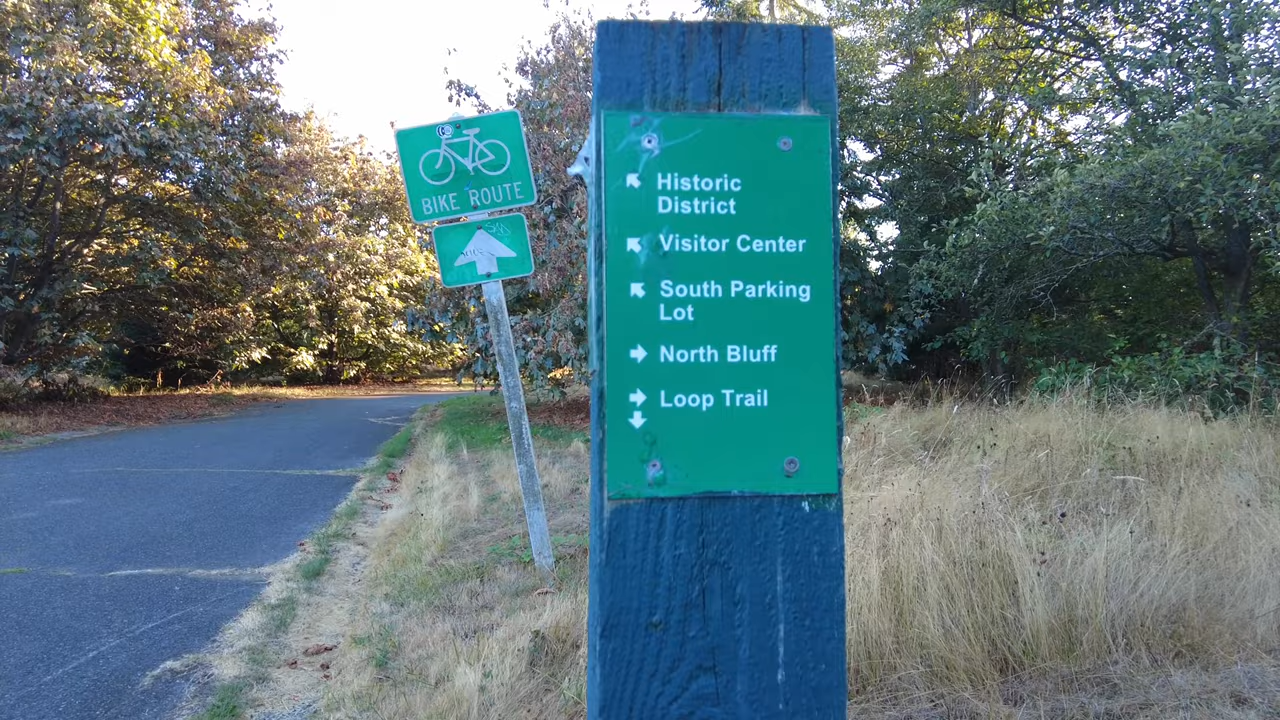 BIKE ROUTE
Historic
District
Visitor Center
South Parking
Lot
North Bluff
Loop Trail